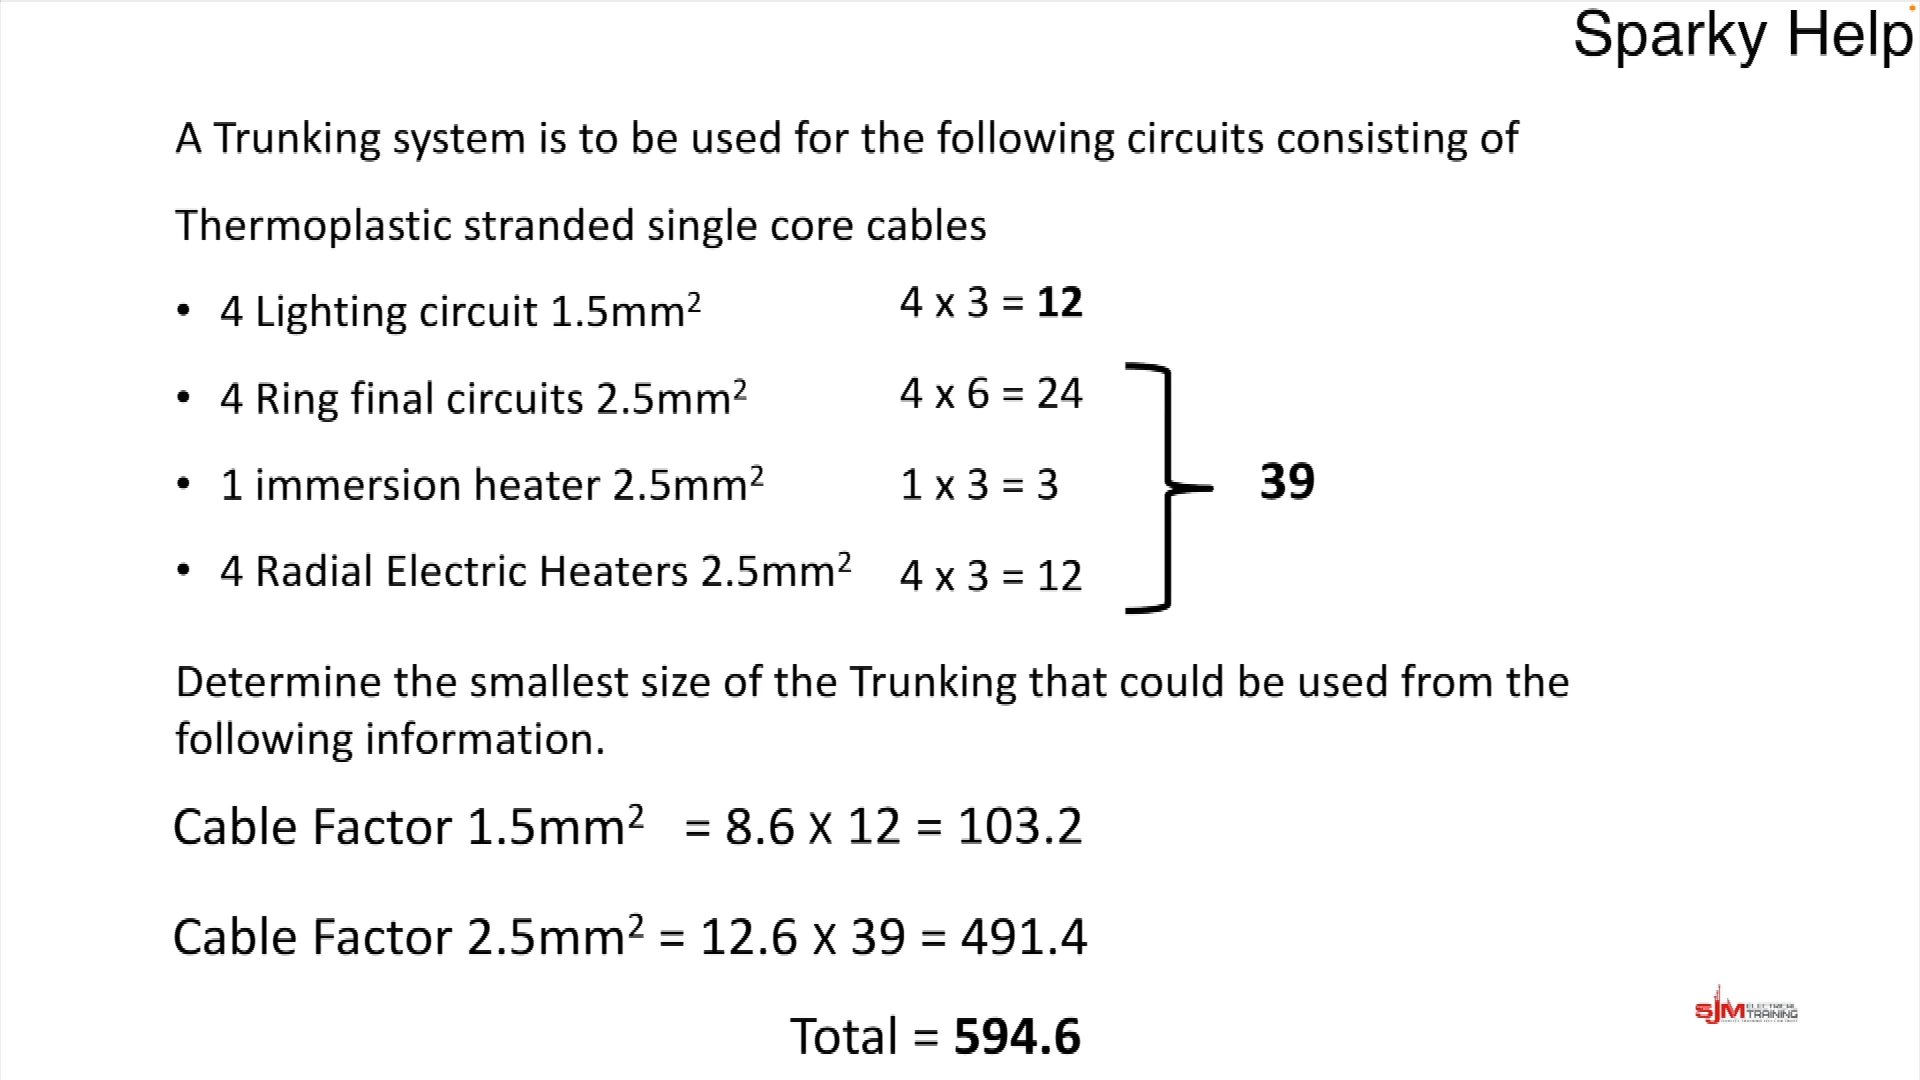 Sparky Help
A Trunking system is to be used for the following circuits consisting of
Thermoplastic stranded single core cables
• 4 Lighting circuit 1.5mm² 4 x 3 = 12
• 4 Ring final circuits 2.5mm² 4 x 6 = 24
• 1 immersion heater 2.5mm² 1 x 3 = 3 39
• 4 Radial Electric Heaters 2.5mm² 4 x 3 = 12
Determine the smallest size of the Trunking that could be used from the
following information.
Cable Factor 1.5mm² = 8.6 X 12 = 103.2
Cable Factor 2.5mm² = 12.6 X 39 = 491.4
SJM ELECTRICAL TRAINING
Total = 594.6